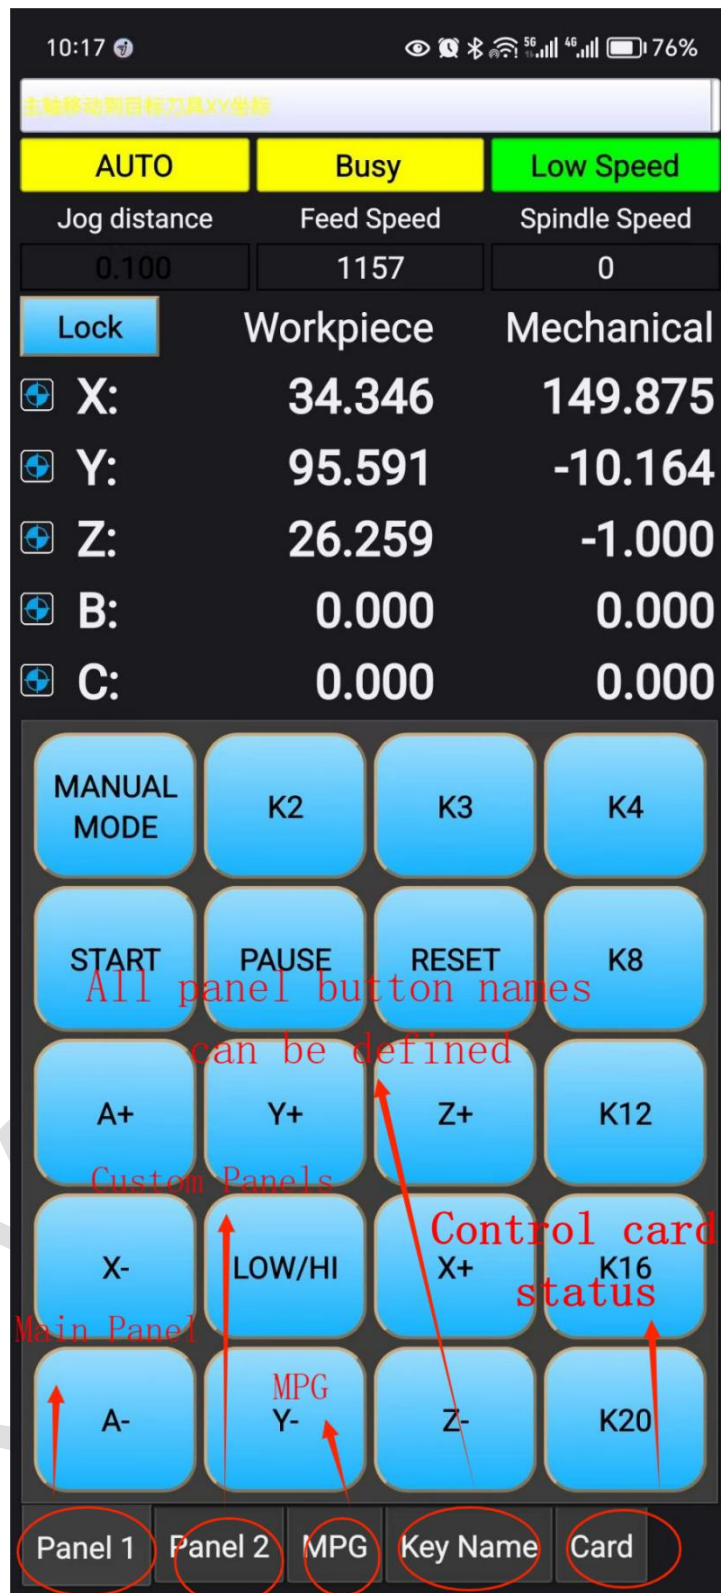 10:17 5G 4G 76%
主轴移动到目标刀具XY坐标
AUTO Busy Low Speed
Jog distance Feed Speed Spindle Speed
0.100 1157 0
Lock Workpiece Mechanical
X: 34.346 149.875
Y: 95.591 -10.164
Z: 26.259 -1.000
B: 0.000 0.000
C: 0.000 0.000
MANUAL MODE K2 K3 K4
START PAUSE RESET K8
All panel button names
can be defined
A+ Y+ Z+ K12
Custom Panels
Control card
status
X- LOW/HI X+ K16
Main Panel
MPG
A- Y- Z- K20
Panel 1 Panel 2 MPG Key Name Card